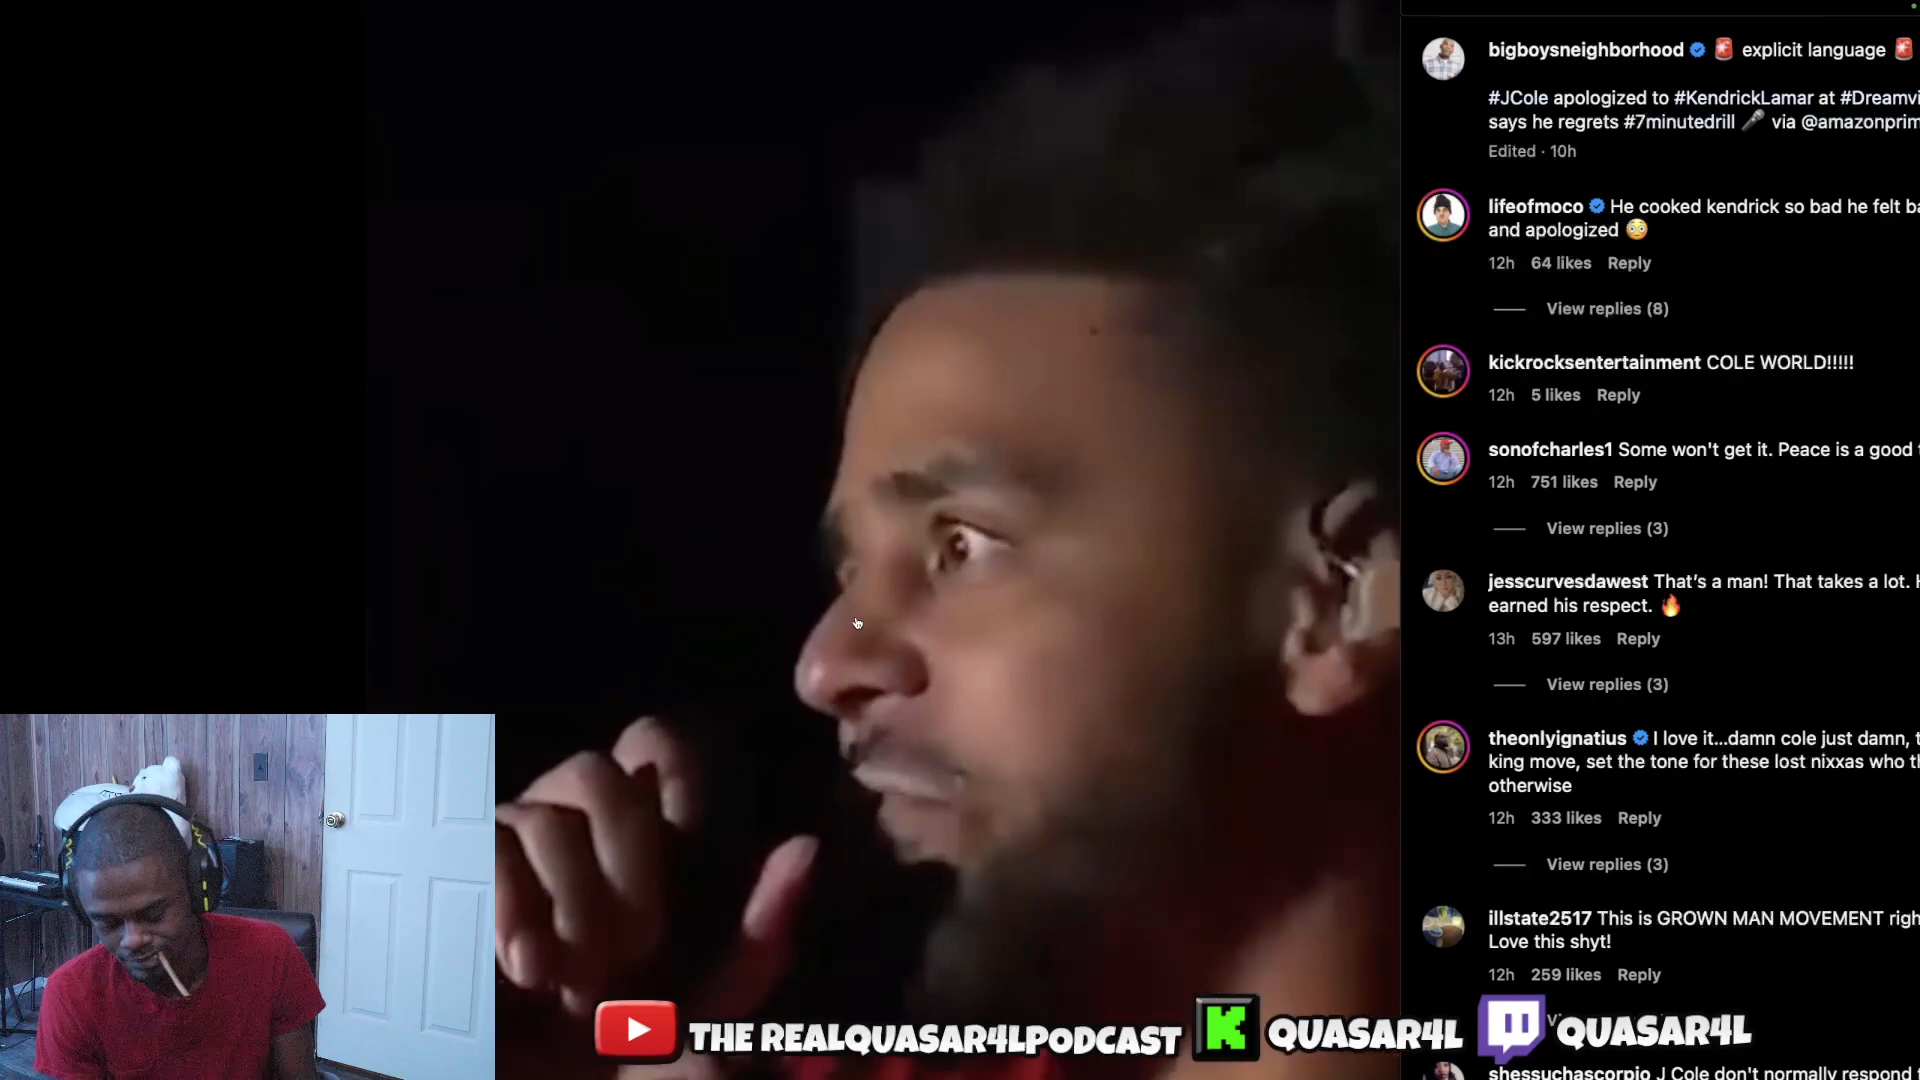 bigboysneighborhood 🚨 explicit language 🚨
#JCole apologized to #KendrickLamar at #Dreamvi
says he regrets #7minutedrill 🎤 via @amazonprim
Edited · 10h
lifeofmoco He cooked kendrick so bad he felt ba
and apologized 😳
12h 64 likes Reply
View replies (8)
kickrocksentertainment COLE WORLD!!!!!
12h 5 likes Reply
sonofcharles1 Some won't get it. Peace is a good t
12h 751 likes Reply
View replies (3)
jesscurvesdawest That’s a man! That takes a lot. H
earned his respect. 🔥
13h 597 likes Reply
View replies (3)
theonlyignatius I love it...damn cole just damn, t
king move, set the tone for these lost nixxas who th
otherwise
12h 333 likes Reply
View replies (3)
illstate2517 This is GROWN MAN MOVEMENT righ
Love this shyt!
12h 259 likes Reply
THE REALQUASAR4LPODCAST
K QUASAR4L
QUASAR4L
shessuchascorpio J Cole don't normally respond t